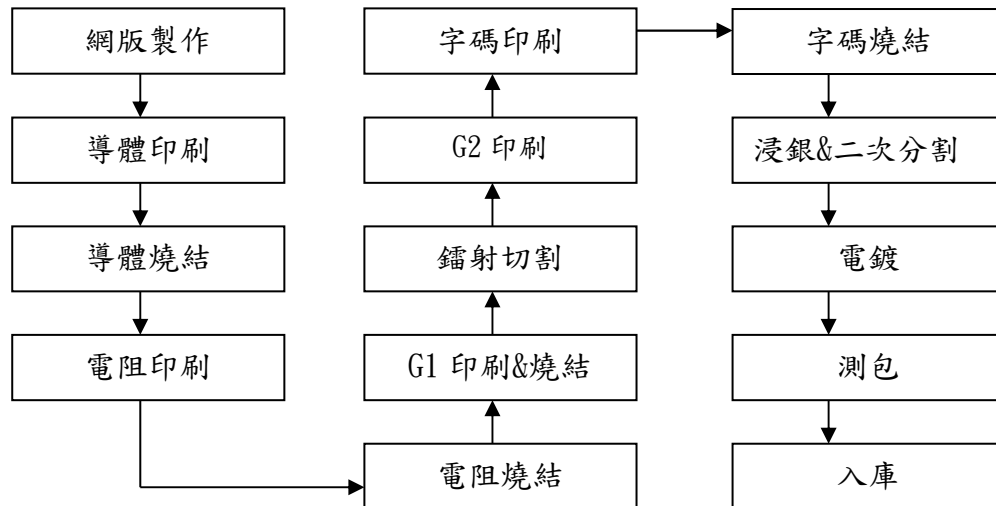 網版製作
導體印刷
導體燒結
電阻印刷
電阻燒結
G1 印刷&燒結
鐳射切割
G2 印刷
字碼印刷
字碼燒結
浸銀&二次分割
電鍍
測包
入庫